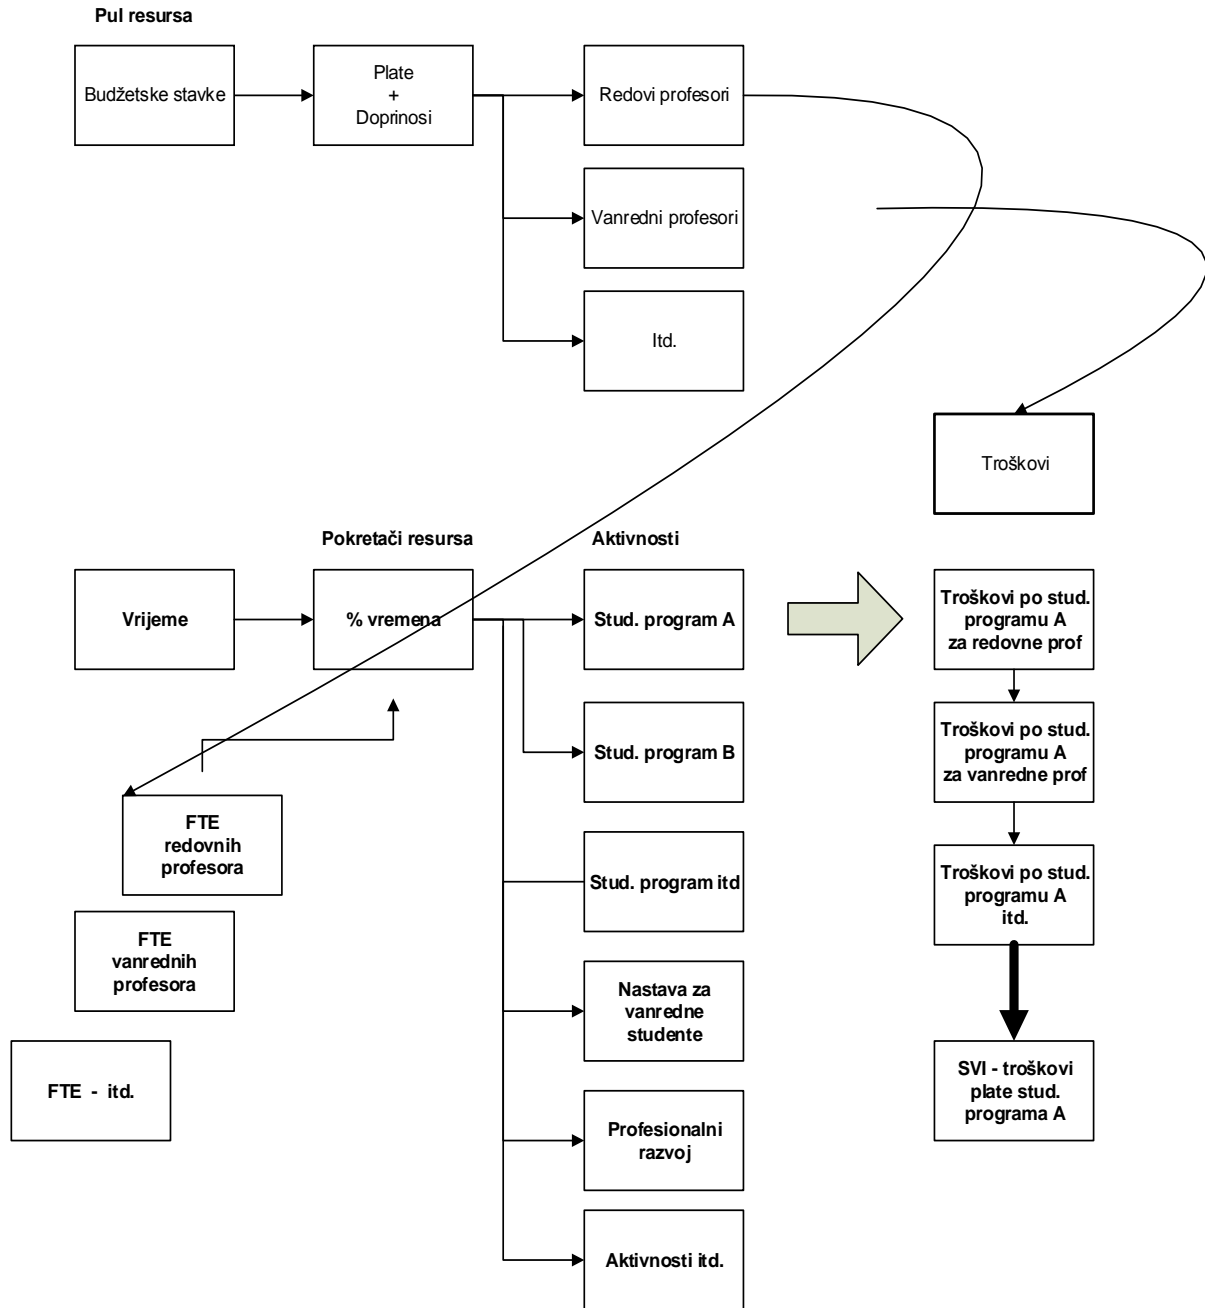 Pul resursa
Budžetske stavke
Plate
+
Doprinosi
Redovi profesori
Vanredni profesori
Itd.
Troškovi
Pokretači resursa
Aktivnosti
Vrijeme
% vremena
Stud. program A
Troškovi po stud.
programu A
za redovne prof
Stud. program B
Troškovi po stud.
programu A
za vanredne prof
FTE
redovnih
profesora
Stud. program itd
Troškovi po stud.
programu A
itd.
FTE
vanrednih
profesora
Nastava za
vanredne
studente
FTE - itd.
Profesionalni
razvoj
SVI - troškovi
plate stud.
programa A
Aktivnosti itd.